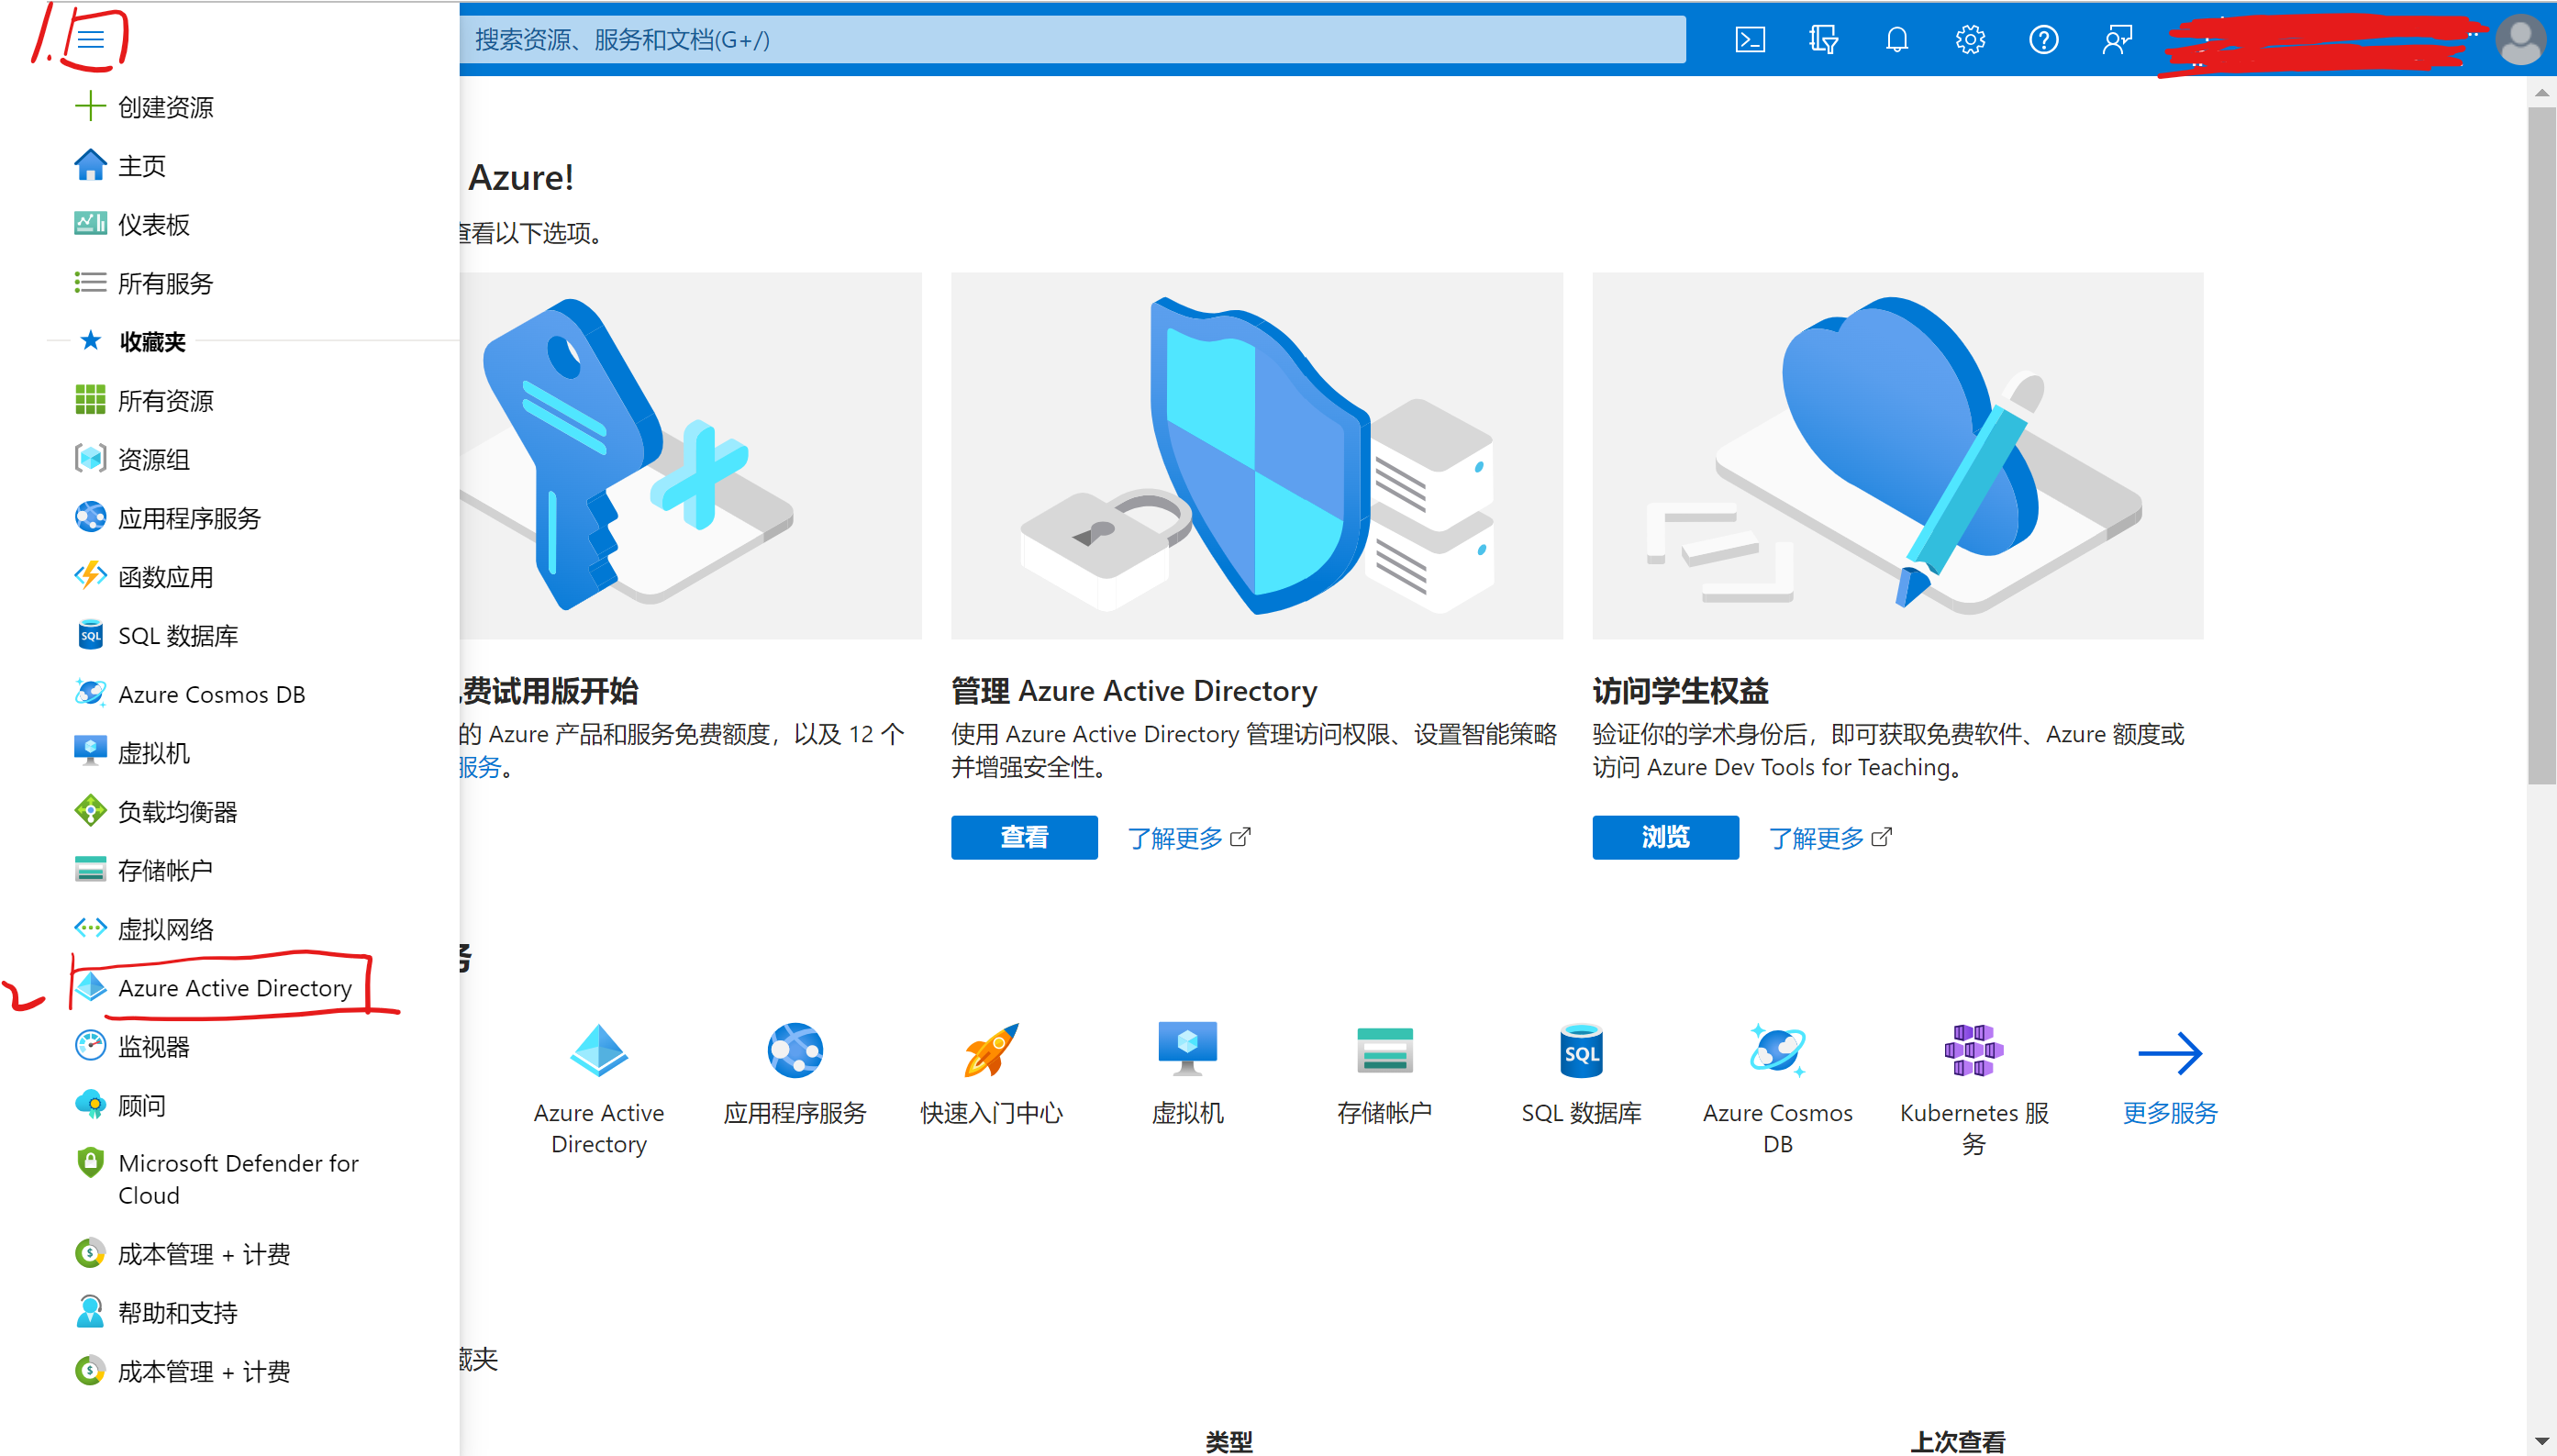 1.
搜索资源、服务和文档(G+/)
创建资源
主页
仪表板
所有服务
收藏夹
所有资源
资源组
应用程序服务
函数应用
SQL 数据库
Azure Cosmos DB
虚拟机
负载均衡器
存储帐户
虚拟网络
2
Azure Active Directory
监视器
顾问
Microsoft Defender for
Cloud
成本管理 + 计费
帮助和支持
成本管理 + 计费
Azure!
查看以下选项。
费试用版开始
的 Azure 产品和服务免费额度，以及 12 个
服务。
管理 Azure Active Directory
使用 Azure Active Directory 管理访问权限、设置智能策略
并增强安全性。
查看
了解更多
访问学生权益
验证你的学术身份后，即可获取免费软件、Azure 额度或
访问 Azure Dev Tools for Teaching。
浏览
了解更多
Azure Active
Directory
应用程序服务
快速入门中心
虚拟机
存储帐户
SQL
SQL 数据库
Azure Cosmos
DB
Kubernetes 服
务
更多服务
藏夹
类型
上次查看